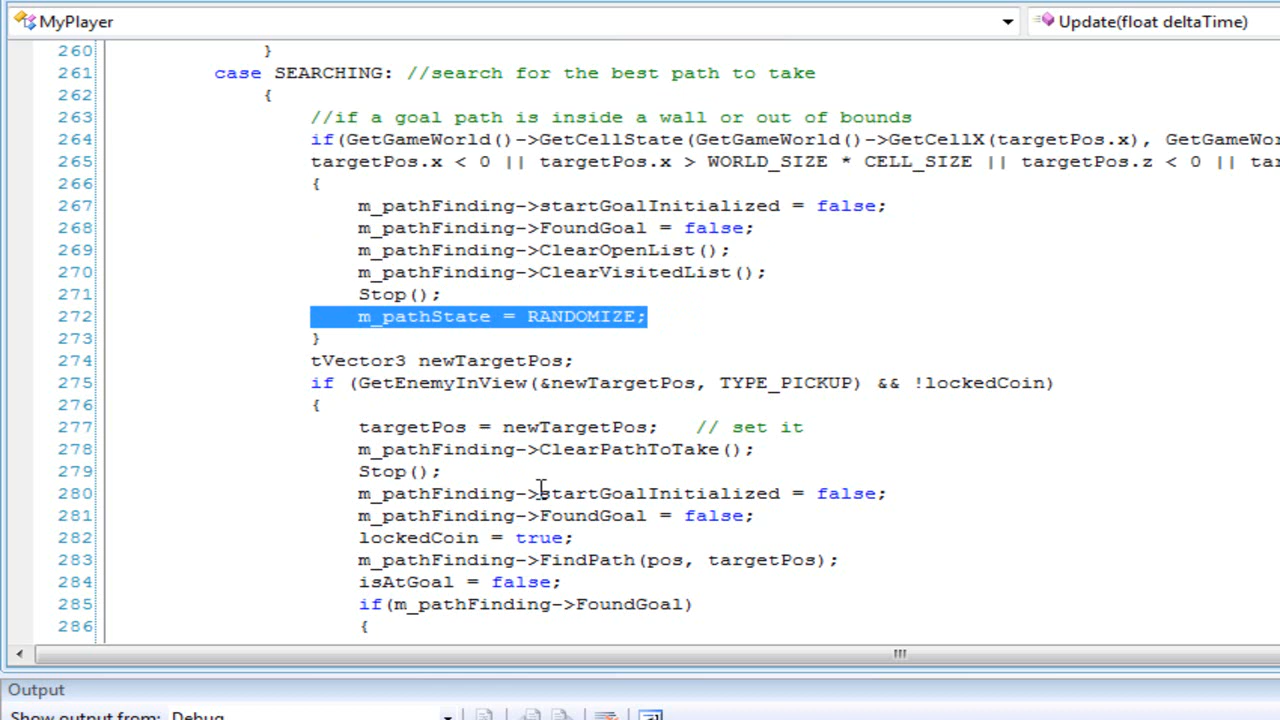 MyPlayer
Update(float deltaTime)
260 }
261 case SEARCHING: //search for the best path to take
262 {
263 //if a goal path is inside a wall or out of bounds
264 if(GetGameWorld()->GetCellState(GetGameWorld()->GetCellX(targetPos.x), GetGameWo
265 targetPos.x < 0 || targetPos.x > WORLD_SIZE * CELL_SIZE || targetPos.z < 0 || ta
266 {
267 m_pathFinding->startGoalInitialized = false;
268 m_pathFinding->FoundGoal = false;
269 m_pathFinding->ClearOpenList();
270 m_pathFinding->ClearVisitedList();
271 Stop();
272 m_pathState = RANDOMIZE;
273 }
274 tVector3 newTargetPos;
275 if (GetEnemyInView(&newTargetPos, TYPE_PICKUP) && !lockedCoin)
276 {
277 targetPos = newTargetPos; // set it
278 m_pathFinding->ClearPathToTake();
279 Stop();
280 m_pathFinding->startGoalInitialized = false;
281 m_pathFinding->FoundGoal = false;
282 lockedCoin = true;
283 m_pathFinding->FindPath(pos, targetPos);
284 isAtGoal = false;
285 if(m_pathFinding->FoundGoal)
286 {
Output
Show output from: Debug